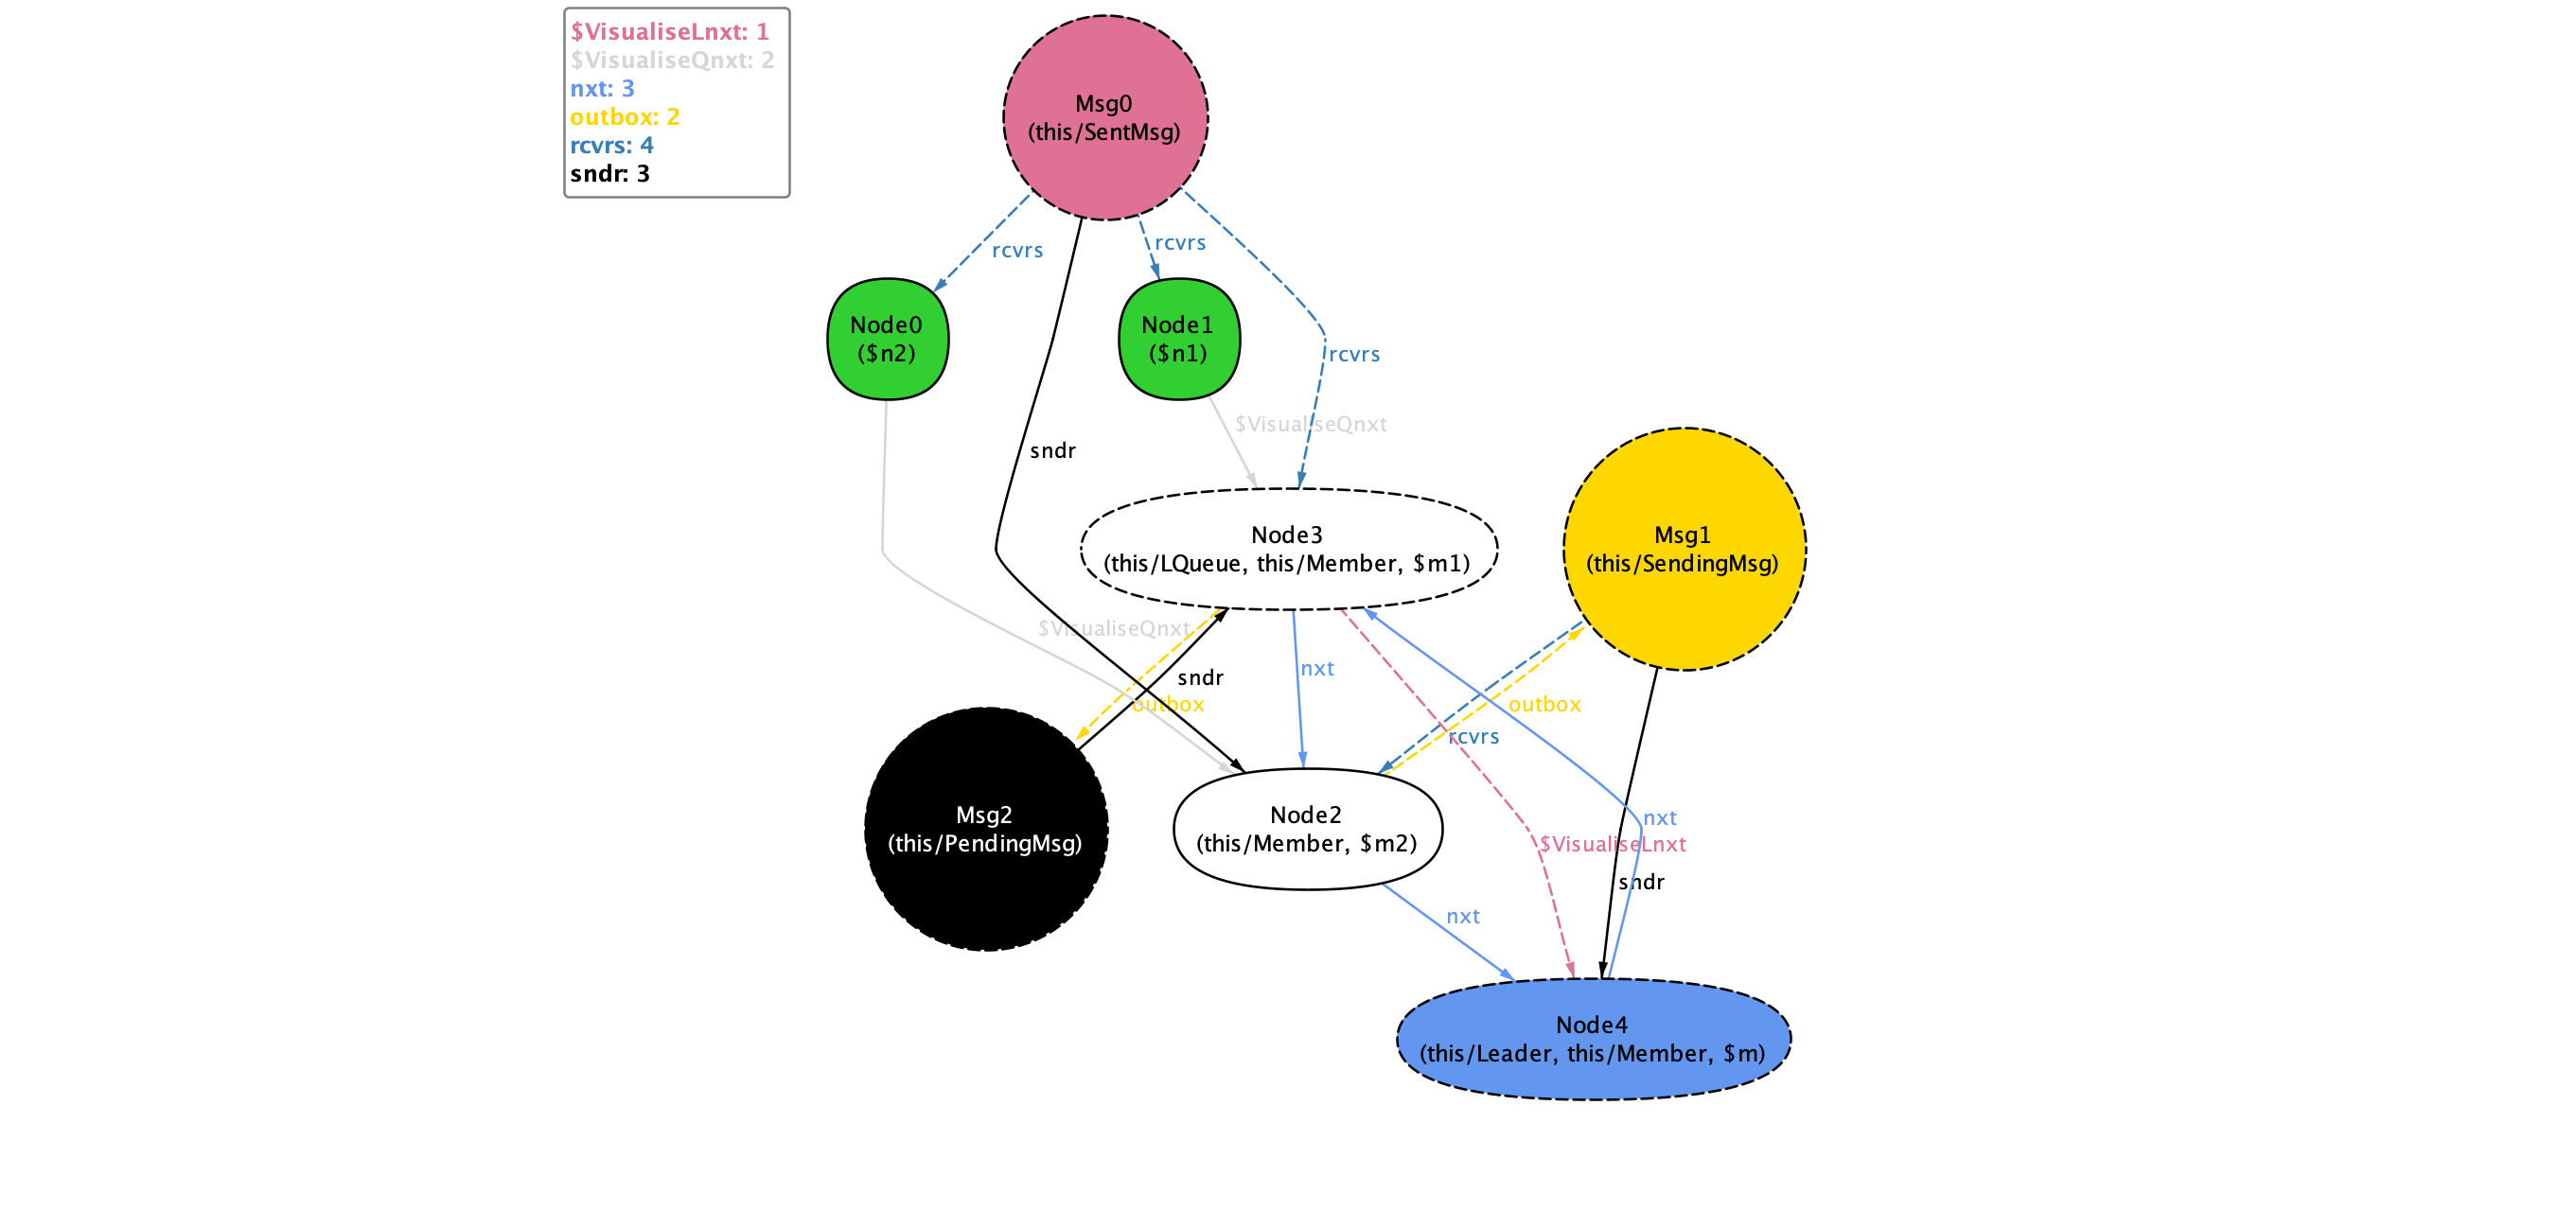 $VisualiseLnxt: 1
$VisualiseQnxt: 2
nxt: 3
outbox: 2
rcvrs: 4
sndr: 3
Msg0
(this/SentMsg)
rcvrs
rcvrs
rcvrs
Node0
($n2)
Node1
($n1)
$VisualiseQnxt
sndr
Node3
(this/LQueue, this/Member, $m1)
Msg1
(this/SendingMsg)
$VisualiseQnxt
sndr
outbox
nxt
outbox
rcvrs
Msg2
(this/PendingMsg)
Node2
(this/Member, $m2)
nxt
$VisualiseLnxt
sndr
nxt
Node4
(this/Leader, this/Member, $m)